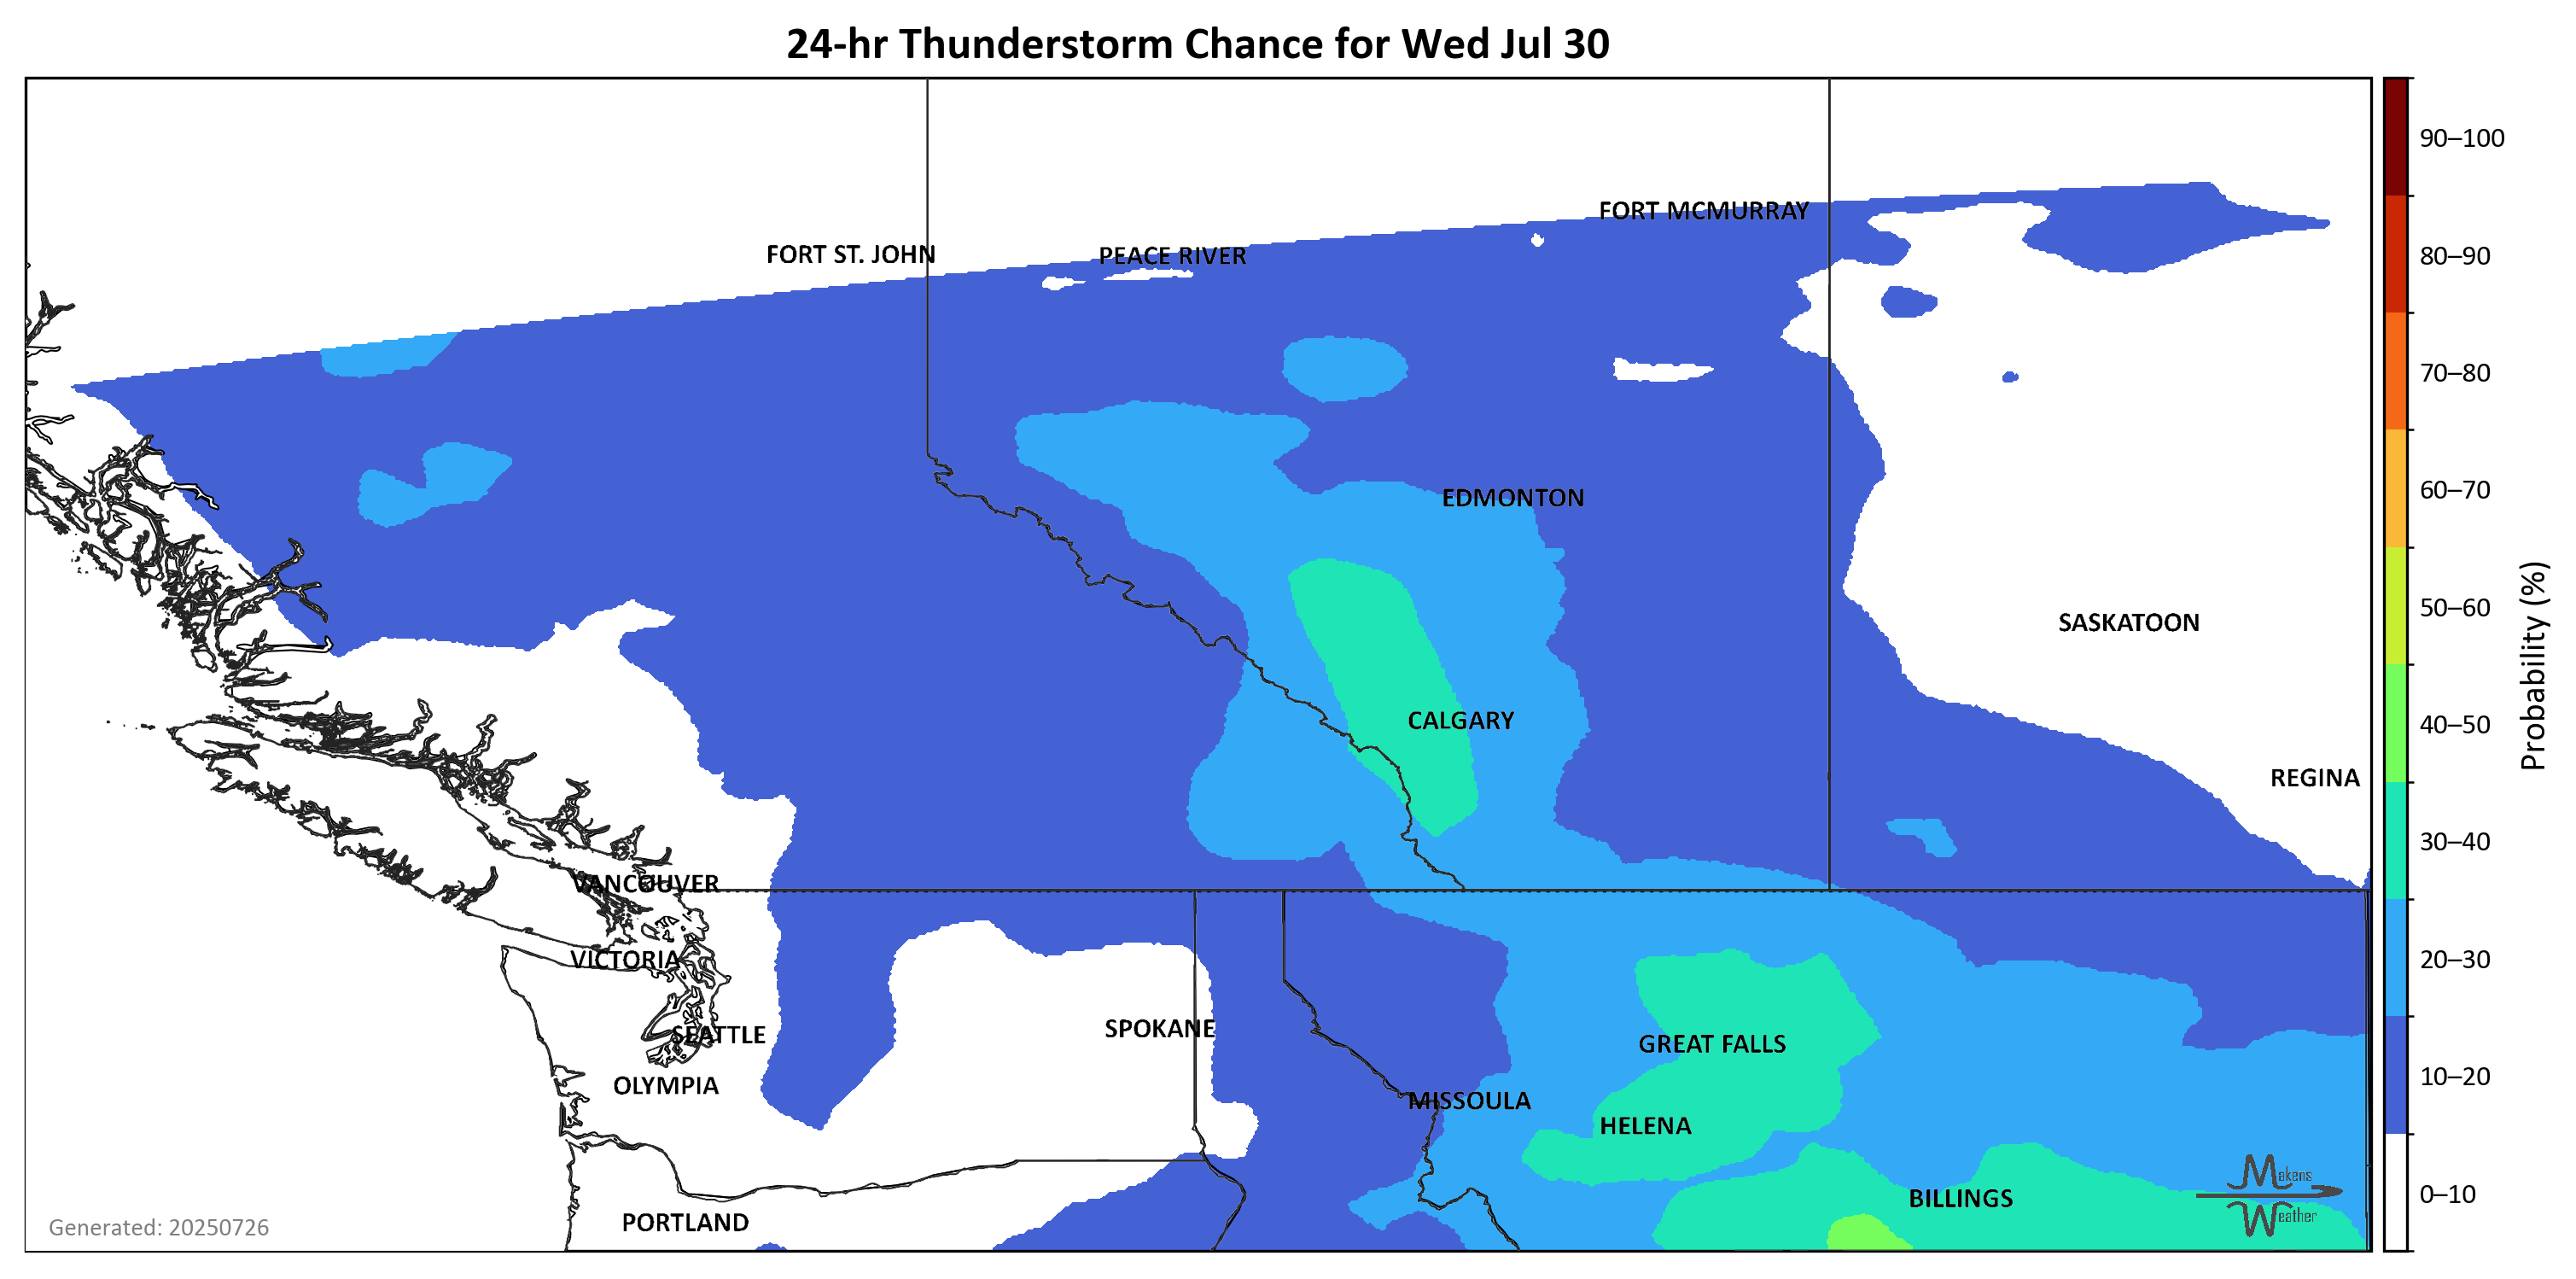 24-hr Thunderstorm Chance for Wed Jul 30
FORT MCMURRAY
FORT ST. JOHN
PEACE RIVER
EDMONTON
SASKATOON
CALGARY
REGINA
VANCOUVER
VICTORIA
SEATTLE
SPOKANE
GREAT FALLS
OLYMPIA
MISSOULA
HELENA
BILLINGS
PORTLAND
Makens
Weather
Generated: 20250726
90–100
80–90
70–80
60–70
50–60
40–50
30–40
20–30
10–20
0–10
Probability (%)